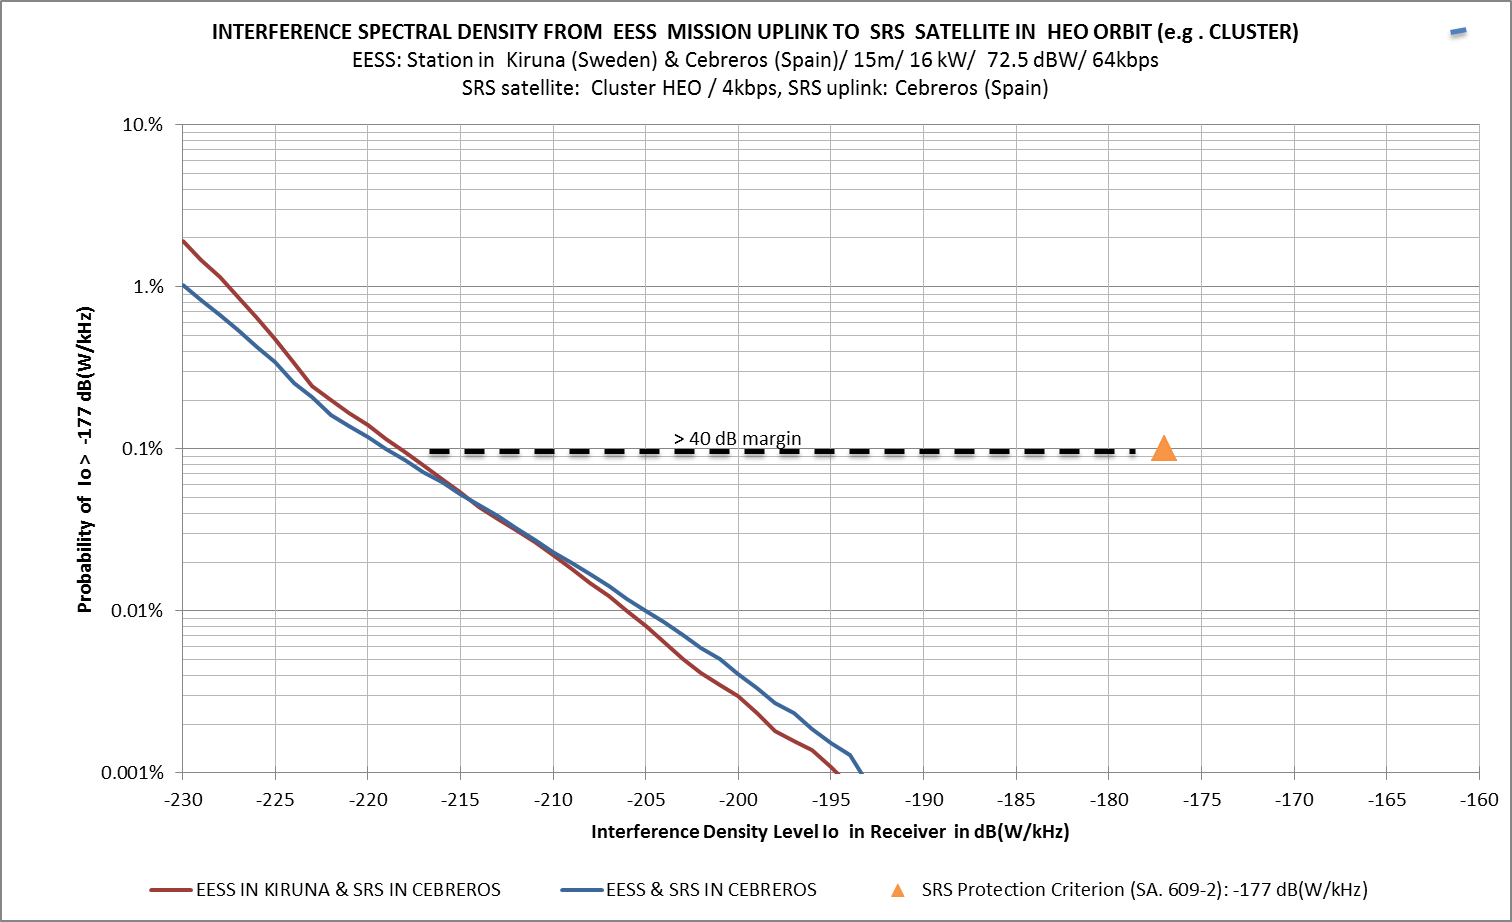 INTERFERENCE SPECTRAL DENSITY FROM EESS MISSION UPLINK TO SRS SATELLITE IN HEO ORBIT (e.g . CLUSTER)
EESS: Station in Kiruna (Sweden) & Cebreros (Spain)/ 15m/ 16 kW/ 72.5 dBW/ 64kbps
SRS satellite: Cluster HEO / 4kbps, SRS uplink: Cebreros (Spain)
Probability of Io > -177 dB(W/kHz)
10.%
1.%
0.1%
0.01%
0.001%
> 40 dB margin
-230 -225 -220 -215 -210 -205 -200 -195 -190 -185 -180 -175 -170 -165 -160
Interference Density Level Io in Receiver in dB(W/kHz)
EESS IN KIRUNA & SRS IN CEBREROS EESS & SRS IN CEBREROS SRS Protection Criterion (SA. 609-2): -177 dB(W/kHz)